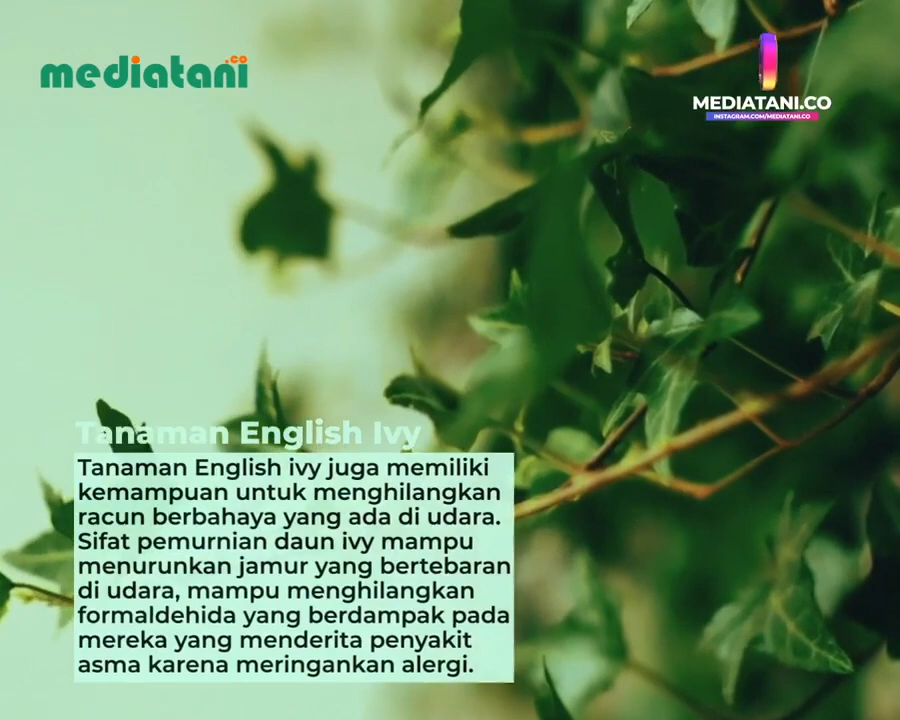 mediatani.co
MEDIATANI.CO
INSTAGRAM.COM/MEDIATANI.CO
Tanaman English Ivy
Tanaman English ivy juga memiliki
kemampuan untuk menghilangkan
racun berbahaya yang ada di udara.
Sifat pemurnian daun ivy mampu
menurunkan jamur yang bertebaran
di udara, mampu menghilangkan
formaldehida yang berdampak pada
mereka yang menderita penyakit
asma karena meringankan alergi.